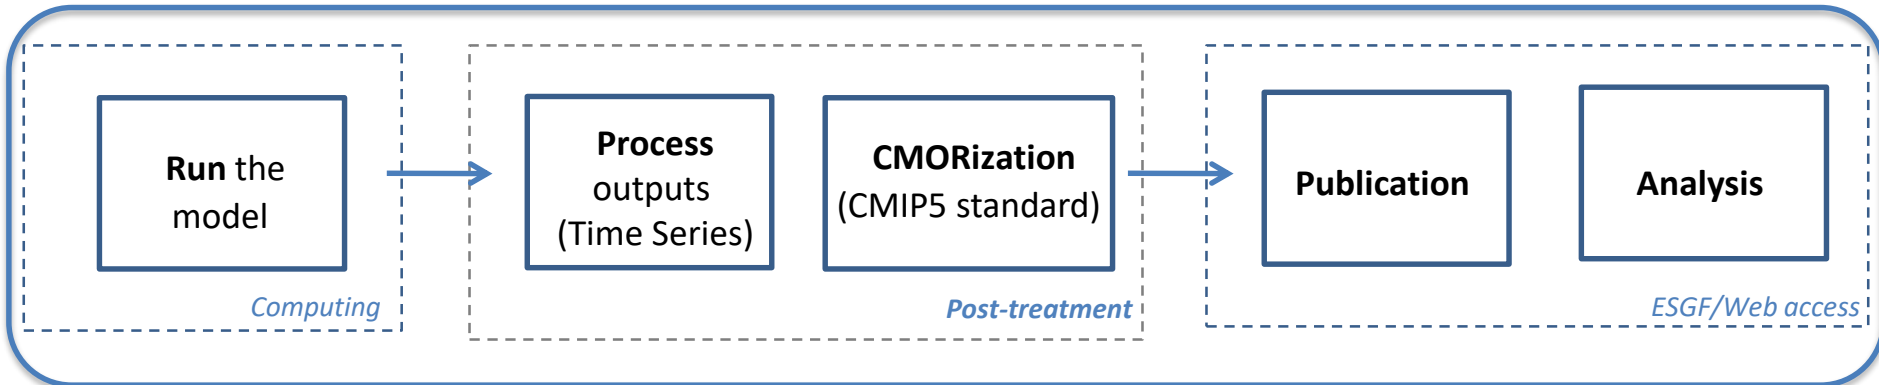 Run the
model
Computing
Process
outputs
(Time Series)
CMORization
(CMIP5 standard)
Post-treatment
Publication
Analysis
ESGF/Web access